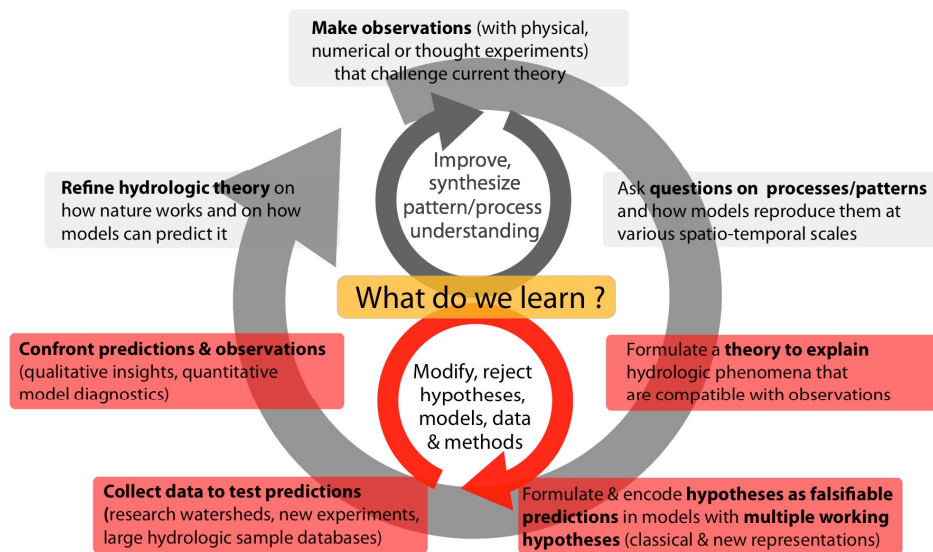 Make observations (with physical,
numerical or thought experiments)
that challenge current theory
Improve,
synthesize
pattern/process
understanding
Refine hydrologic theory on
how nature works and on how
models can predict it
Ask questions on processes/patterns
and how models reproduce them at
various spatio-temporal scales
What do we learn ?
Confront predictions & observations
(qualitative insights, quantitative
model diagnostics)
Modify, reject
hypotheses,
models, data
& methods
Formulate a theory to explain
hydrologic phenomena that
are compatible with observations
Collect data to test predictions
(research watersheds, new experiments,
large hydrologic sample databases)
Formulate & encode hypotheses as falsifiable
predictions in models with multiple working
hypotheses (classical & new representations)